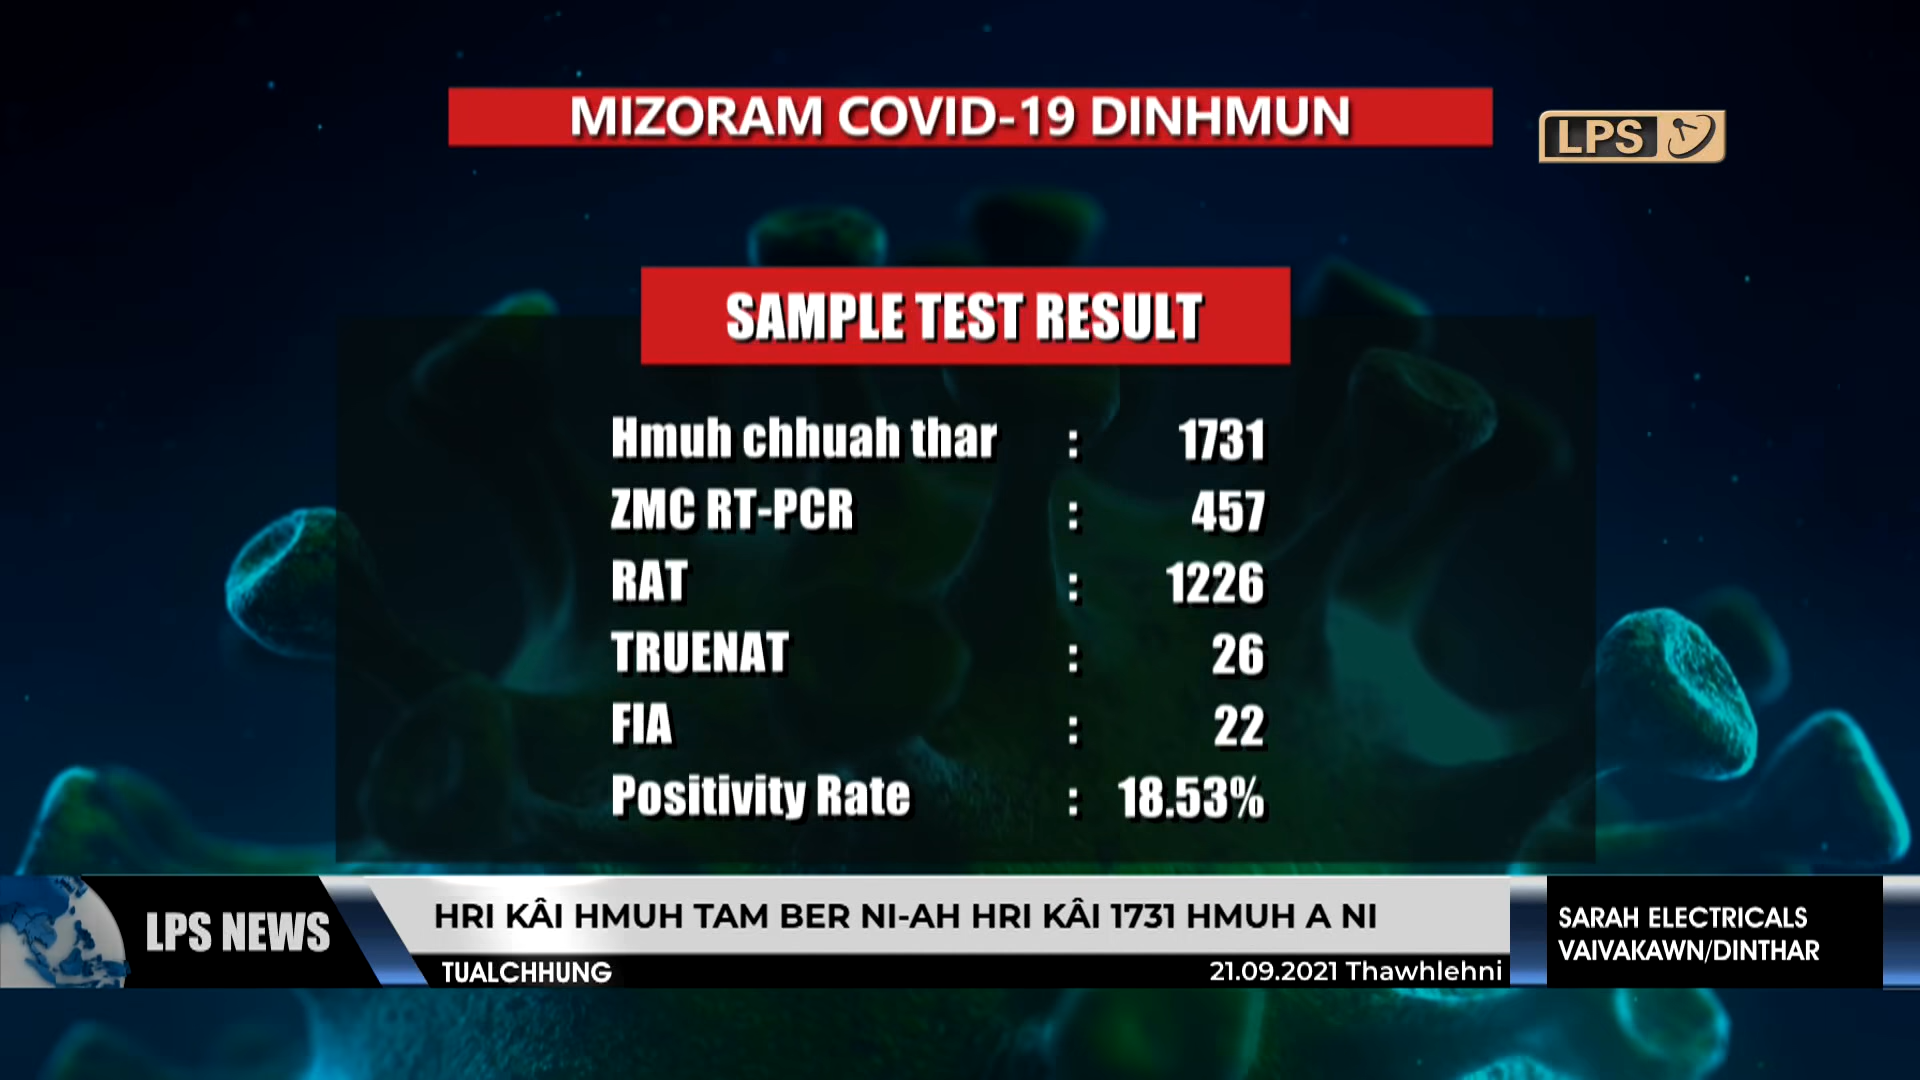 MIZORAM COVID-19 DINHMUN
LPS
SAMPLE TEST RESULT
Hmuh chhuah thar : 1731
ZMC RT-PCR : 457
RAT : 1226
TRUENAT : 26
FIA : 22
Positivity Rate : 18.53%
LPS NEWS
HRI KÂI HMUH TAM BER NI-AH HRI KÂI 1731 HMUH A NI
TUALCHHUNG
21.09.2021 Thawhlehni
SARAH ELECTRICALS
VAIVAKAWN/DINTHAR